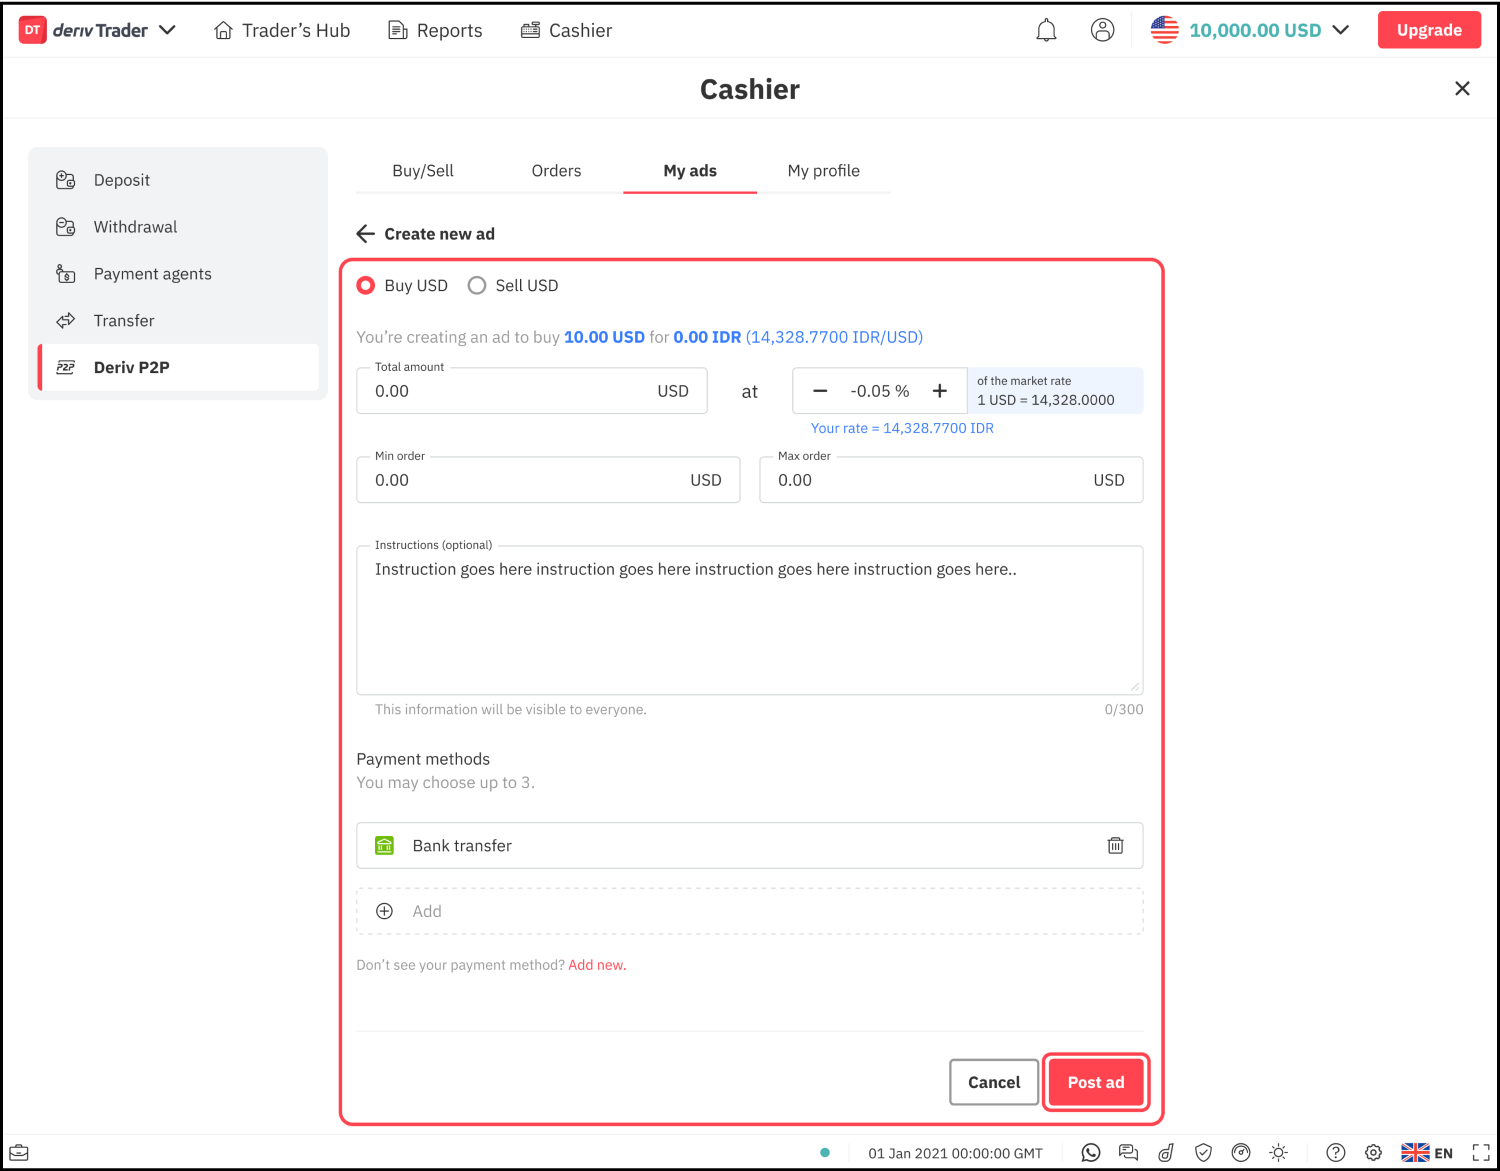 DT deriv Trader
Trader's Hub
Reports
Cashier
10,000.00 USD
Upgrade
Cashier
Deposit
Withdrawal
Payment agents
Transfer
P2P Deriv P2P
Buy/Sell
Orders
My ads
My profile
Create new ad
Buy USD
Sell USD
You're creating an ad to buy 10.00 USD for 0.00 IDR (14,328.7700 IDR/USD)
Total amount
0.00 USD
at
-0.05 %
of the market rate
1 USD = 14,328.0000
Your rate = 14,328.7700 IDR
Min order
0.00 USD
Max order
0.00 USD
Instructions (optional)
Instruction goes here instruction goes here instruction goes here instruction goes here..
This information will be visible to everyone.
0/300
Payment methods
You may choose up to 3.
Bank transfer
Add
Don't see your payment method? Add new.
Cancel
Post ad
01 Jan 2021 00:00:00 GMT
EN